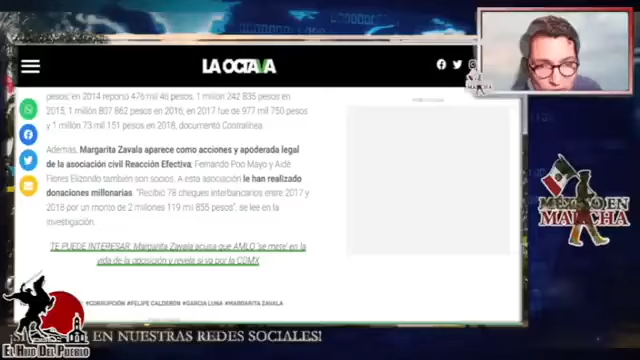 LA OCTAVA
pesos; en 2014 reportó 476 mil 46 pesos, 1 millón 242 835 pesos en
2015, 1 millón 807 862 pesos en 2016; en 2017 fue de 977 mil 750 pesos
y 1 millón 73 mil 151 pesos en 2018, documentó Contralínea.
Además, Margarita Zavala aparece como acciones y apoderada legal
de la asociación civil Reacción Efectiva; Fernando Poo Mayo y Aidé
Flores Elizondo también son socios. A esta asociación le han realizado
donaciones millonarias. "Recibió 78 cheques interbancarios entre 2017 y
2018 por un monto de 2 millones 119 mil 855 pesos", se lee en la
investigación.
TE PUEDE INTERESAR: Margarita Zavala acusa que AMLO 'se mete' en la
vida de la oposición y revela si va por la CDMX
#CORRUPCIÓN #FELIPE CALDERÓN #GARCIA LUNA #MARGARITA ZAVALA
MÉXICO EN
MARCHA
EN NUESTRAS REDES SOCIALES!
EL HIJO DEL PUEBLO